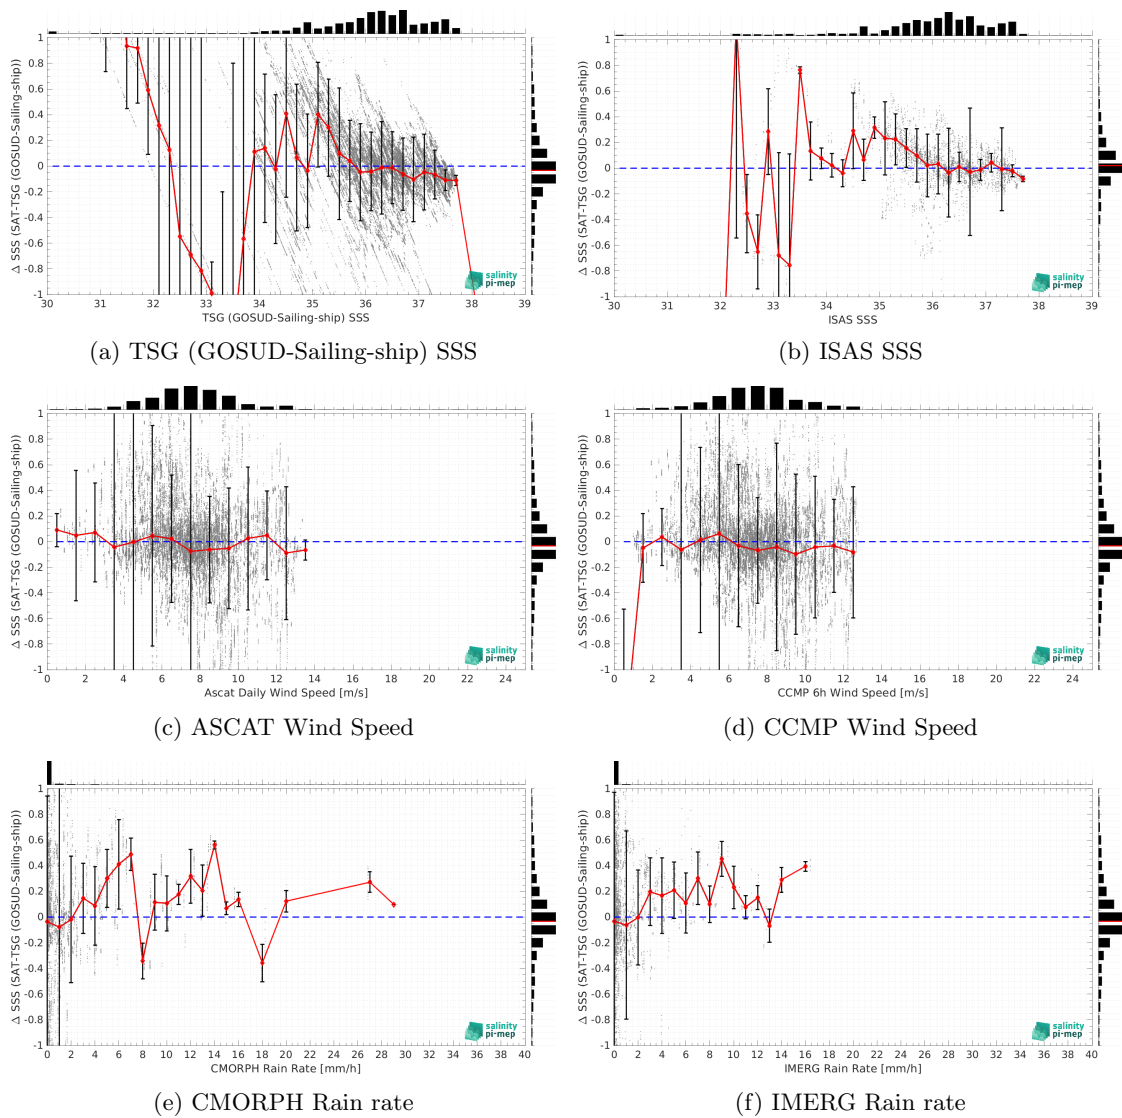 1
0.8
0.6
0.4
0.2
0
-0.2
-0.4
-0.6
-0.8
-1
Δ SSS (SAT-TSG (GOSUD-Sailing-ship))
30 31 32 33 34 35 36 37 38 39
TSG (GOSUD-Sailing-ship) SSS
salinity
pi-mep
(a) TSG (GOSUD-Sailing-ship) SSS
1
0.8
0.6
0.4
0.2
0
-0.2
-0.4
-0.6
-0.8
-1
Δ SSS (SAT-TSG (GOSUD-Sailing-ship))
30 31 32 33 34 35 36 37 38 39
ISAS SSS
salinity
pi-mep
(b) ISAS SSS
1
0.8
0.6
0.4
0.2
0
-0.2
-0.4
-0.6
-0.8
-1
Δ SSS (SAT-TSG (GOSUD-Sailing-ship))
0 2 4 6 8 10 12 14 16 18 20 22 24
Ascat Daily Wind Speed [m/s]
salinity
pi-mep
(c) ASCAT Wind Speed
1
0.8
0.6
0.4
0.2
0
-0.2
-0.4
-0.6
-0.8
-1
Δ SSS (SAT-TSG (GOSUD-Sailing-ship))
0 2 4 6 8 10 12 14 16 18 20 22 24
CCMP 6h Wind Speed [m/s]
salinity
pi-mep
(d) CCMP Wind Speed
1
0.8
0.6
0.4
0.2
0
-0.2
-0.4
-0.6
-0.8
-1
Δ SSS (SAT-TSG (GOSUD-Sailing-ship))
0 2 4 6 8 10 12 14 16 18 20 22 24 26 28 30 32 34 36 38 40
CMORPH Rain Rate [mm/h]
salinity
pi-mep
(e) CMORPH Rain rate
1
0.8
0.6
0.4
0.2
0
-0.2
-0.4
-0.6
-0.8
-1
Δ SSS (SAT-TSG (GOSUD-Sailing-ship))
0 2 4 6 8 10 12 14 16 18 20 22 24 26 28 30 32 34 36 38 40
IMERG Rain Rate [mm/h]
salinity
pi-mep
(f) IMERG Rain rate